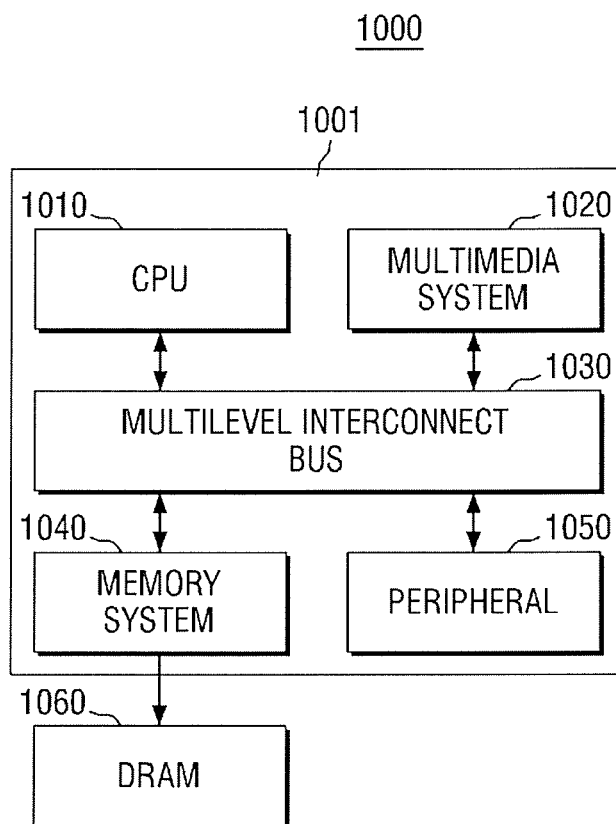 1000
1001
1010
1020
CPU
MULTIMEDIA
SYSTEM
1030
MULTILEVEL INTERCONNECT
BUS
1040
1050
MEMORY
SYSTEM
PERIPHERAL
1060
DRAM